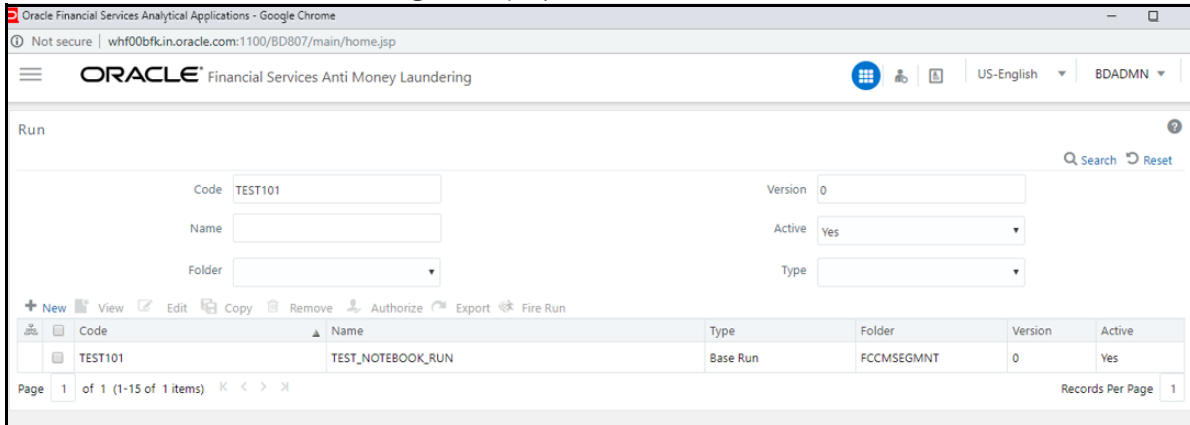 Oracle Financial Services Analytical Applications - Google Chrome
Not secure | whf00bfk.in.oracle.com:1100/BD807/main/home.jsp
ORACLE® Financial Services Anti Money Laundering US-English BDADMN
Run
Search Reset
Code TEST101 Version 0
Name Active Yes
Folder Type
New View Edit Copy Remove Authorize Export Fire Run
Code Name Type Folder Version Active
TEST101 TEST_NOTEBOOK_RUN Base Run FCCMSEGMNT 0 Yes
Page 1 of 1 (1-15 of 1 items) Records Per Page 1